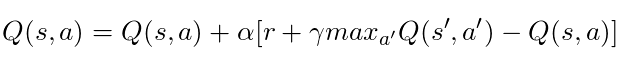 Q(s, a) = Q(s, a) + α[r + γmax_{a′}Q(s′, a′) − Q(s, a)]